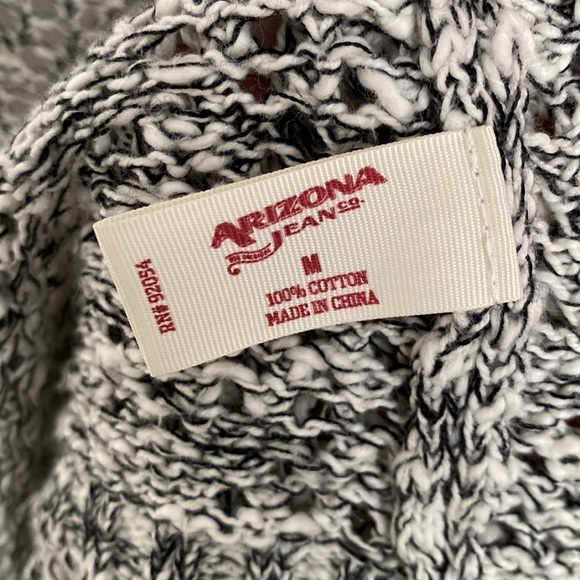 ARIZONA
JEAN CO.
M
100% COTTON
MADE IN CHINA
RN# 92054